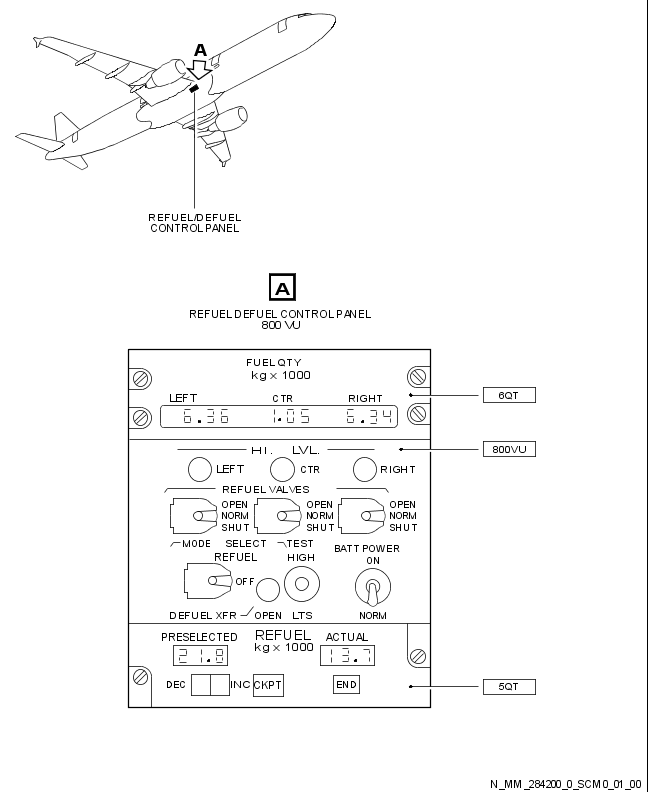 A
REFUEL/DEFUEL
CONTROL PANEL
A
REFUEL DEFUEL CONTROL PANEL
800 VU
FUEL QTY
kg x 1000
LEFT CTR RIGHT
6.36 1.05 6.34
6QT
HI. LVL.
800VU
LEFT CTR RIGHT
REFUEL VALVES
OPEN OPEN OPEN
NORM NORM NORM
SHUT SHUT SHUT
MODE SELECT TEST
BATT POWER
REFUEL HIGH ON
OFF
DEFUEL XFR OPEN LTS NORM
PRESELECTED REFUEL ACTUAL
kg x 1000
21.8 13.7
DEC INC CKPT END
5QT
N_MM_284200_0_SCM0_01_00